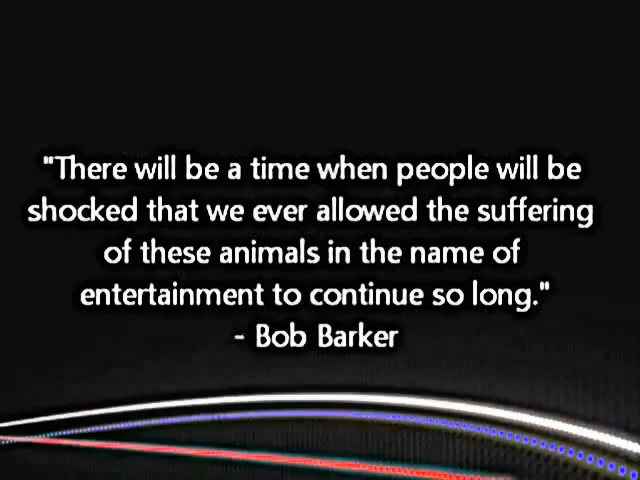 "There will be a time when people will be
shocked that we ever allowed the suffering
of these animals in the name of
entertainment to continue so long."
- Bob Barker